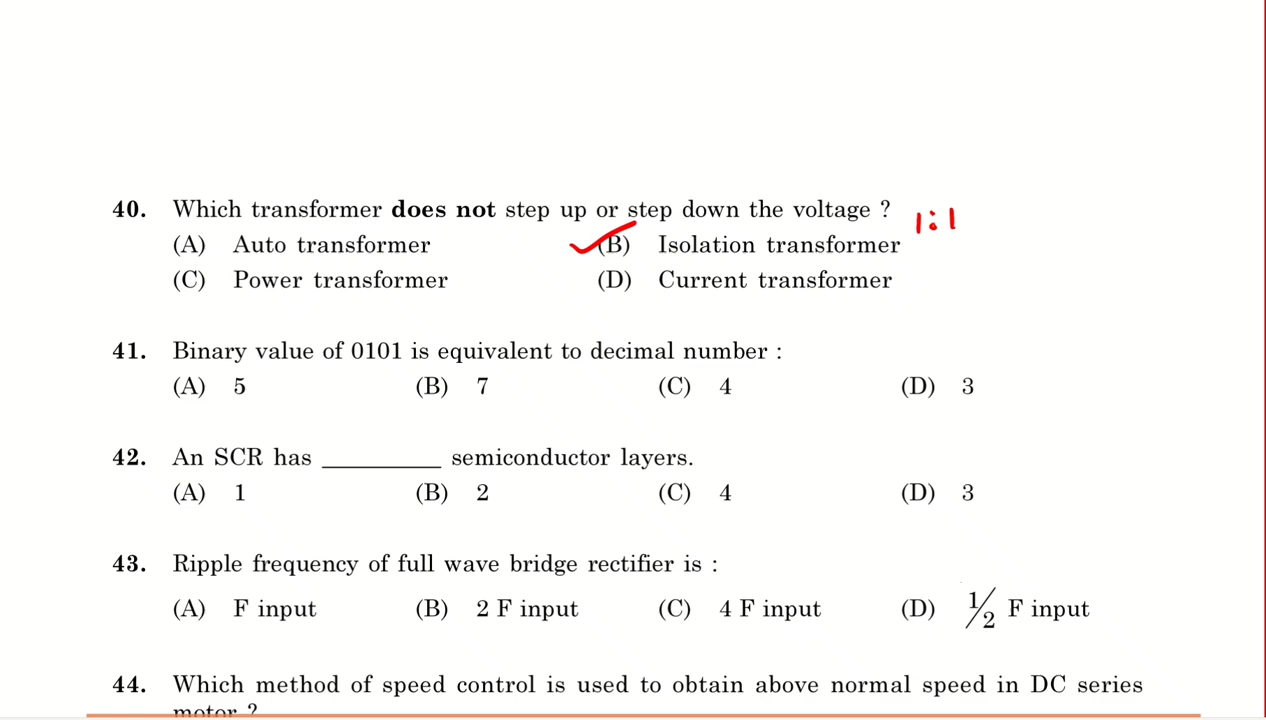 40. Which transformer does not step up or step down the voltage ? 1:1
(A) Auto transformer (B) Isolation transformer
(C) Power transformer (D) Current transformer
41. Binary value of 0101 is equivalent to decimal number :
(A) 5 (B) 7 (C) 4 (D) 3
42. An SCR has _________ semiconductor layers.
(A) 1 (B) 2 (C) 4 (D) 3
43. Ripple frequency of full wave bridge rectifier is :
(A) F input (B) 2 F input (C) 4 F input (D) 1/2 F input
44. Which method of speed control is used to obtain above normal speed in DC series
motor ?